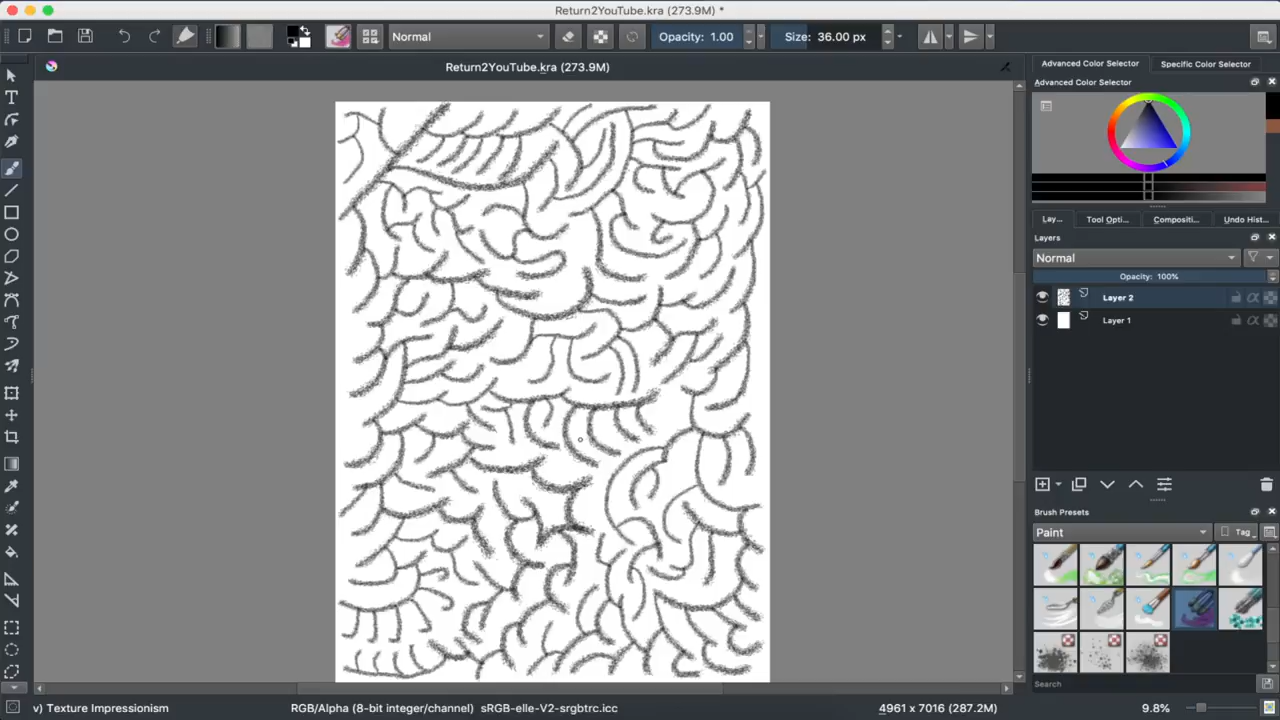 Return2YouTube.kra (273.9M) *
Normal
Opacity: 1.00
Size: 36.00 px
Return2YouTube.kra (273.9M)
Advanced Color Selector
Specific Color Selector
Advanced Color Selector
Lay...
Tool Opti...
Compositi...
Undo Hist...
Layers
Normal
Opacity: 100%
Layer 2
Layer 1
Brush Presets
Paint
Tag
Search
v) Texture Impressionism
RGB/Alpha (8-bit integer/channel) sRGB-elle-V2-srgbtrc.icc
4961 x 7016 (287.2M)
9.8%